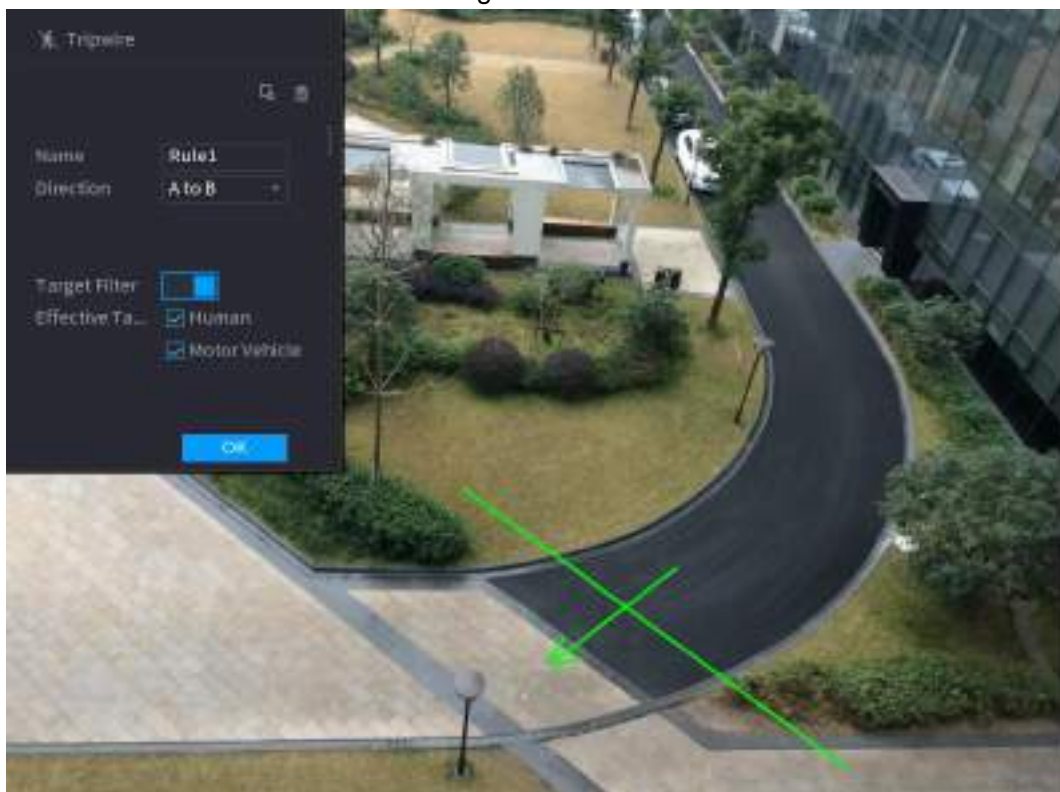 Tripwire
Name Rule1
Direction A to B
Target Filter
Effective Ta... Human
Motor Vehicle
OK